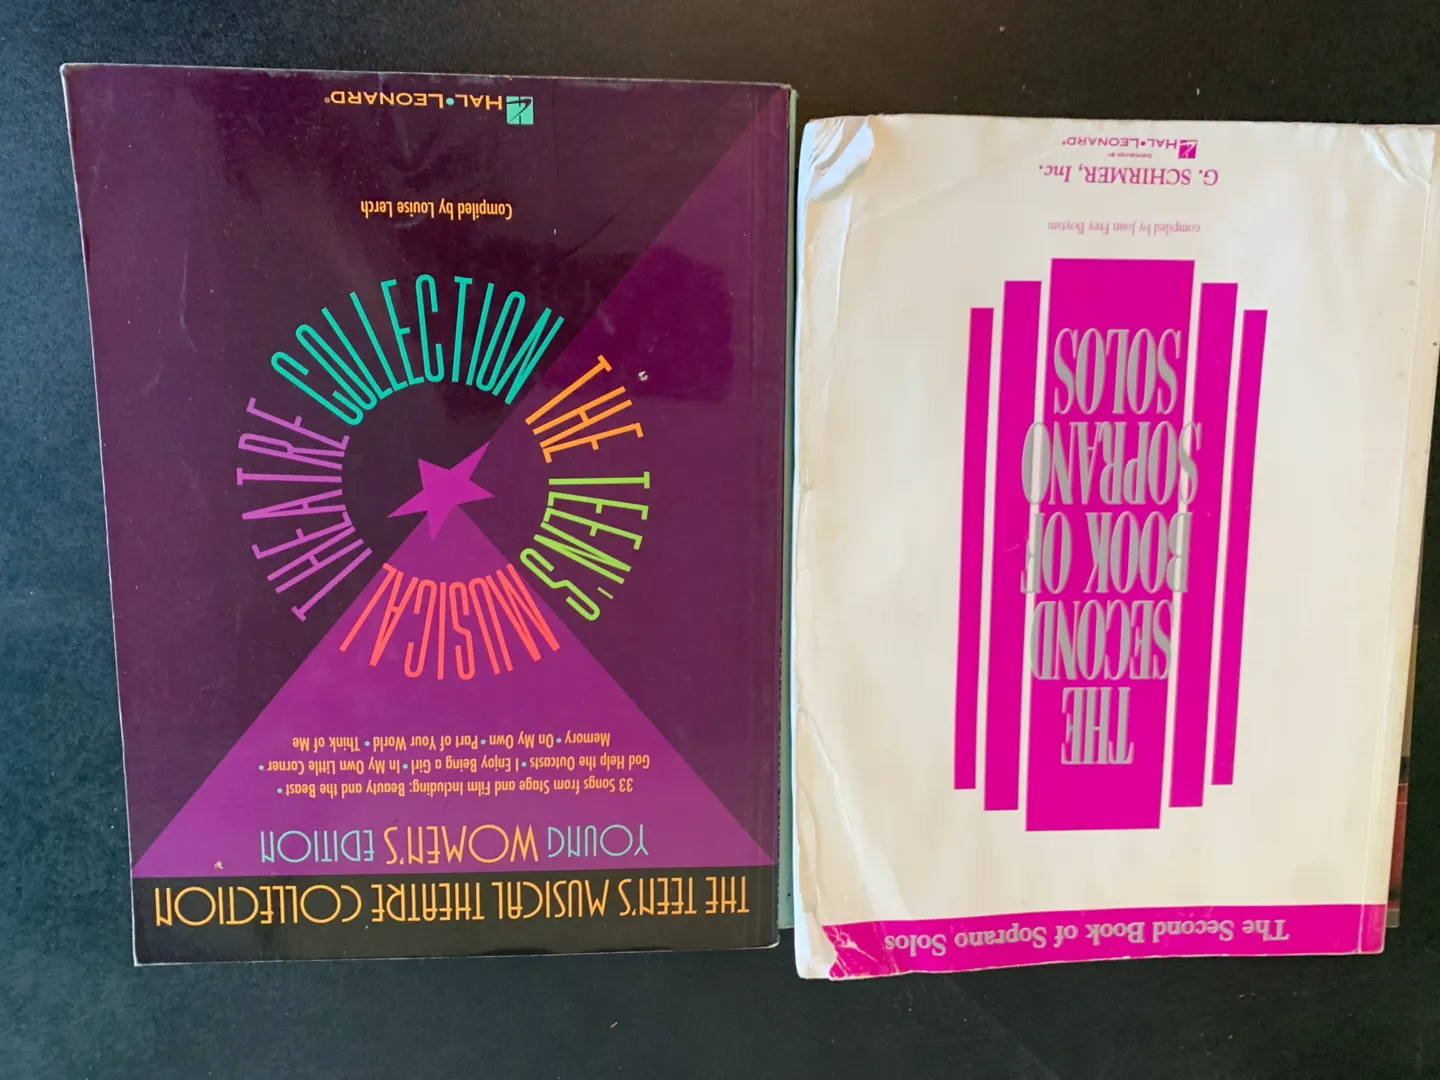 THE TEEN'S MUSICAL THEATRE COLLECTION
YOUNG WOMEN'S EDITION
33 Songs from Stage and Film Including: Beauty and the Beast •
God Help the Outcasts • I Enjoy Being a Girl • In My Own Little Corner •
Memory • On My Own • Part of Your World • Think of Me
THE TEEN'S MUSICAL THEATRE COLLECTION
Compiled by Louise Lerch
HAL•LEONARD®
The Second Book of Soprano Solos
THE
SECOND
BOOK OF
SOPRANO
SOLOS
compiled by Joan Frey Boytim
G. SCHIRMER, Inc.
DISTRIBUTED BY
HAL•LEONARD®